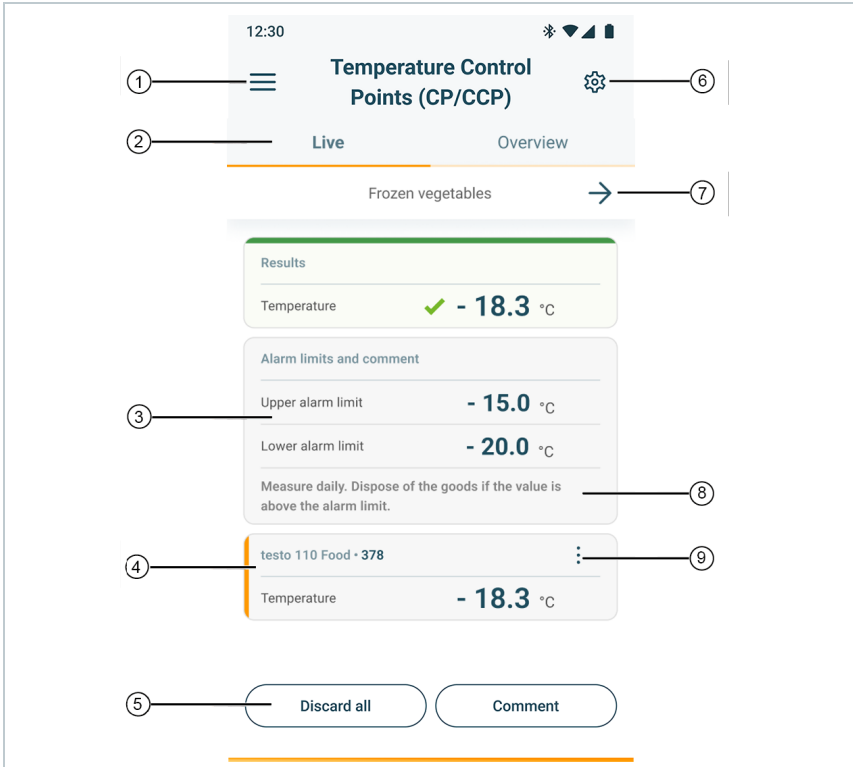 12:30
Temperature Control
Points (CP/CCP)
1
6
2
Live
Overview
Frozen vegetables
7
Results
Temperature
- 18.3 °C
Alarm limits and comment
3
Upper alarm limit
- 15.0 °C
Lower alarm limit
- 20.0 °C
Measure daily. Dispose of the goods if the value is
above the alarm limit.
8
4
testo 110 Food • 378
9
Temperature
- 18.3 °C
5
Discard all
Comment